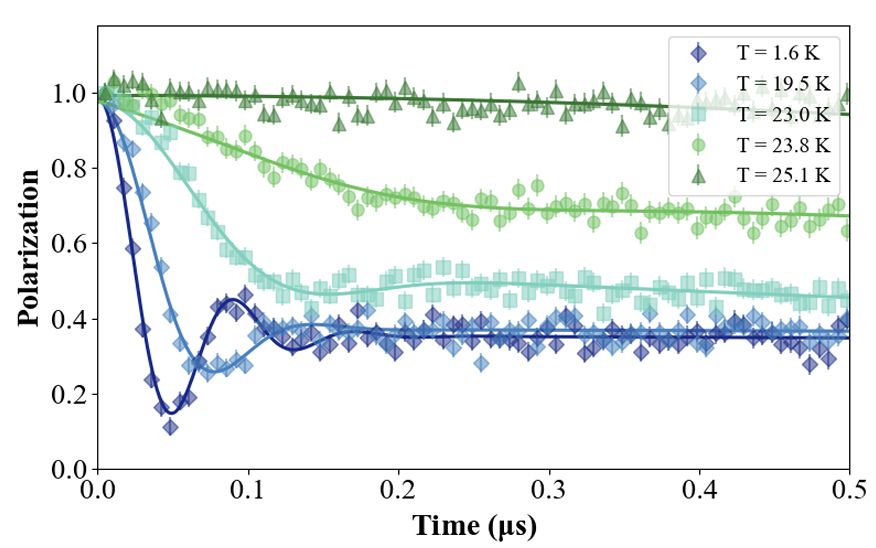 T = 1.6 K
T = 19.5 K
T = 23.0 K
T = 23.8 K
T = 25.1 K
1.0
0.8
0.6
0.4
0.2
0.0
Polarization
0.0 0.1 0.2 0.3 0.4 0.5
Time (μs)